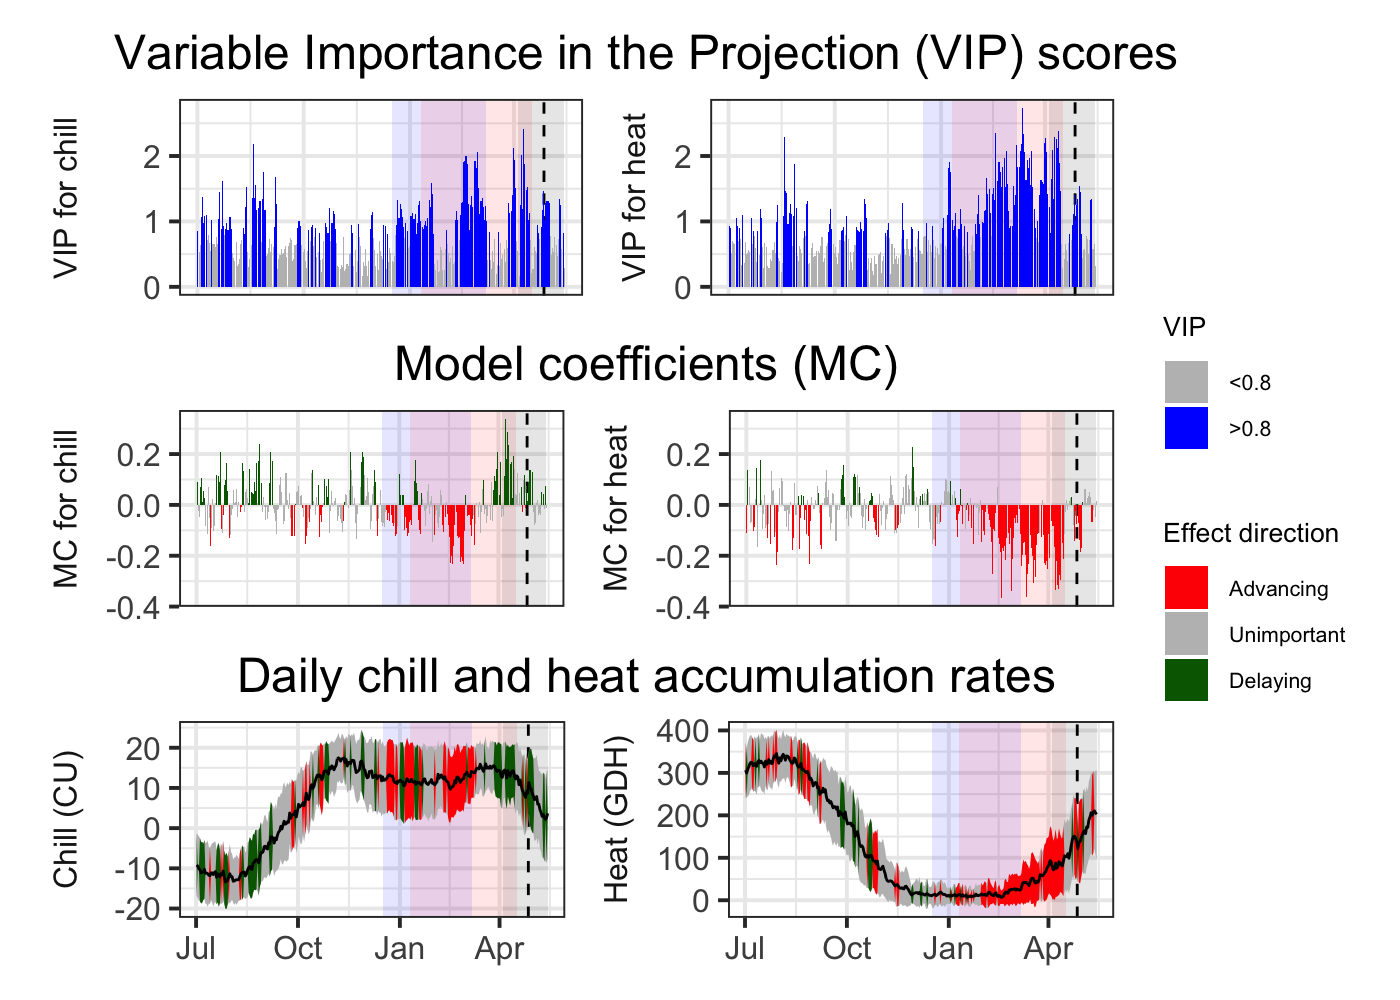 Variable Importance in the Projection (VIP) scores
VIP for chill
2
1
0
VIP for heat
2
1
0
Model coefficients (MC)
MC for chill
0.2
0.0
-0.2
-0.4
MC for heat
0.2
0.0
-0.2
-0.4
Daily chill and heat accumulation rates
Chill (CU)
20
10
0
-10
-20
Jul Oct Jan Apr
Heat (GDH)
400
300
200
100
0
Jul Oct Jan Apr
VIP
<0.8
>0.8
Effect direction
Advancing
Unimportant
Delaying